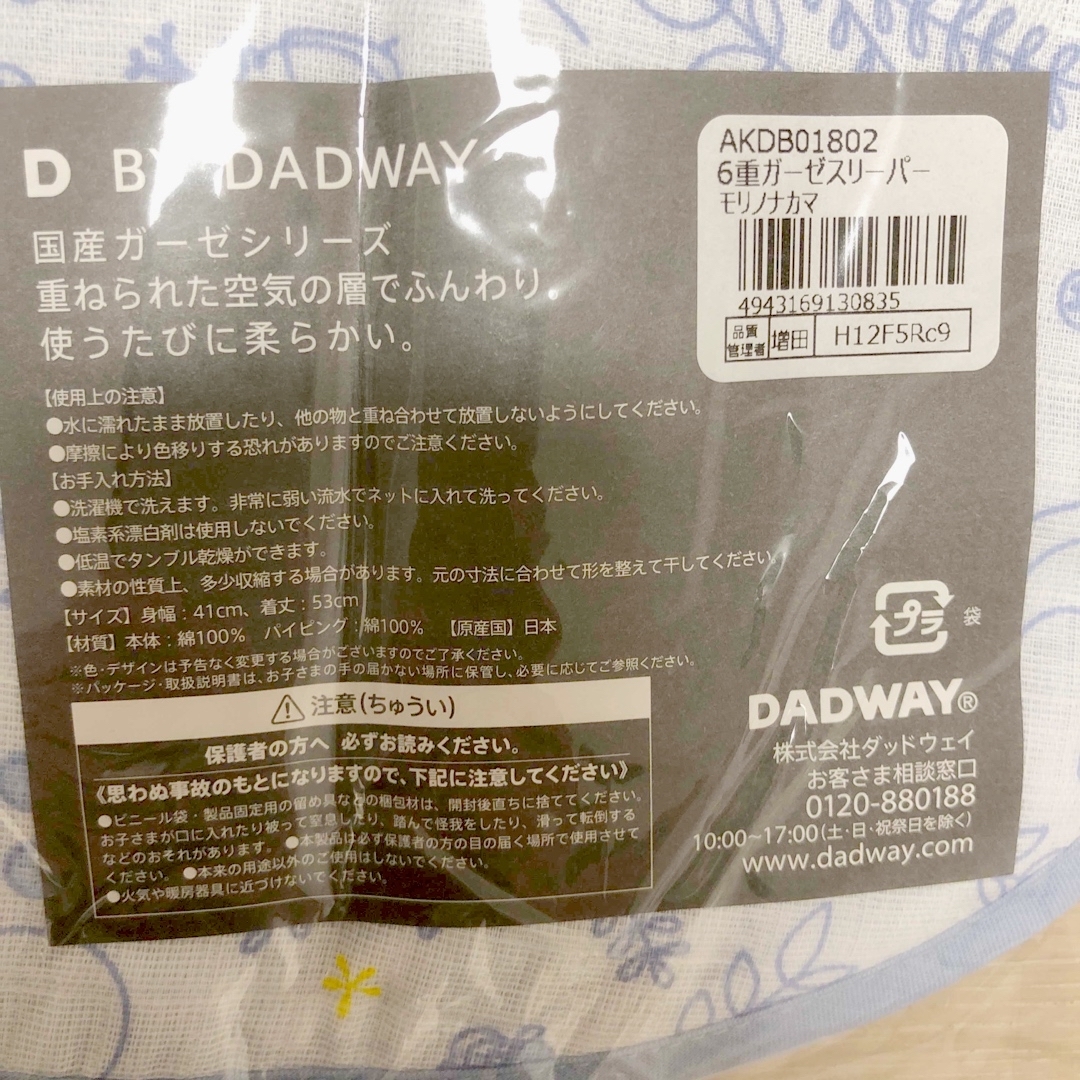 D BY DADWAY
国産ガーゼシリーズ
重ねられた空気の層でふんわり。
使うたびに柔らかい。
AKDB01802
6重ガーゼスリーパー
モリノナカマ
4943169130835
品質管理者 増田 H12F5Rc9
【使用上の注意】
●水に濡れたまま放置したり、他の物と重ね合わせて放置しないようにしてください。
●摩擦により色移りする恐れがありますのでご注意ください。
【お手入れ方法】
●洗濯機で洗えます。非常に弱い流水でネットに入れて洗ってください。
●塩素系漂白剤は使用しないでください。
●低温でタンブル乾燥ができます。
●素材の性質上、多少収縮する場合があります。元の寸法に合わせて形を整えて干してください。
【サイズ】身幅：41cm、着丈：53cm
【材質】本体：綿100% パイピング：綿100% 【原産国】日本
※色・デザインは予告なく変更する場合がございますのでご了承ください。
※パッケージ・取扱説明書は、お子さまの手の届かない場所に保管し、必要に応じてご参照ください。
注意(ちゅうい)
保護者の方へ 必ずお読みください。
《思わぬ事故のもとになりますので、下記に注意してください》
●ビニール袋・製品固定用の留め具などの梱包材は、開封後直ちに捨ててください。
お子さまが口に入れたり被って窒息したり、踏んで怪我をしたり、滑って転倒する
などのおそれがあります。 ●本製品は必ず保護者の方の目の届く場所で使用させて
ください。 ●本来の用途以外のご使用はしないでください。
●火気や暖房器具に近づけないでください。
プラ 袋
DADWAY®
株式会社ダッドウェイ
お客さま相談窓口
0120-880188
10:00~17:00(土・日・祝祭日を除く)
www.dadway.com